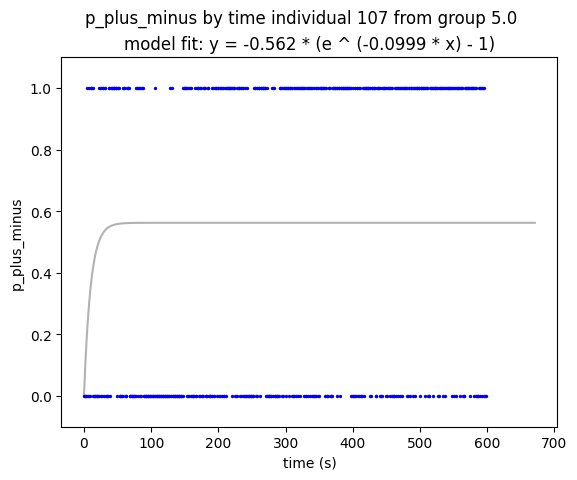 p_plus_minus by time individual 107 from group 5.0
model fit: y = -0.562 * (e ^ (-0.0999 * x) - 1)
1.0
0.8
0.6
0.4
0.2
0.0
p_plus_minus
0 100 200 300 400 500 600 700
time (s)